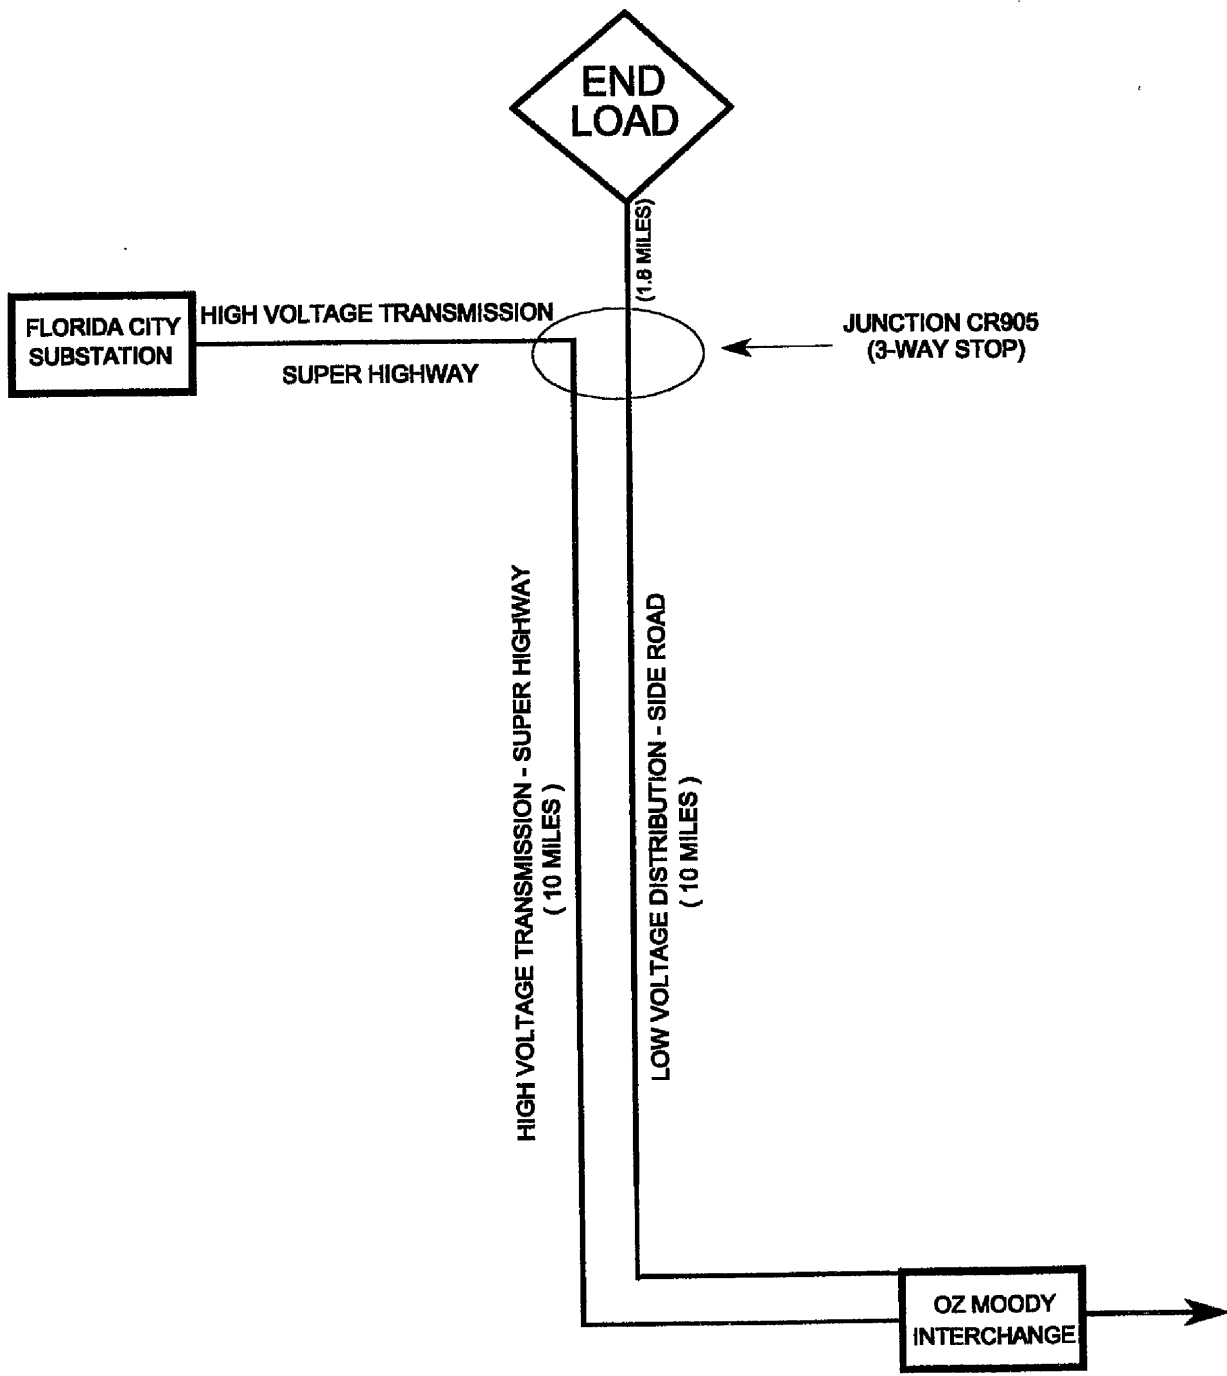 END
LOAD
(1.8 MILES)
FLORIDA CITY
SUBSTATION
HIGH VOLTAGE TRANSMISSION
SUPER HIGHWAY
JUNCTION CR905
(3-WAY STOP)
HIGH VOLTAGE TRANSMISSION - SUPER HIGHWAY
( 10 MILES )
LOW VOLTAGE DISTRIBUTION - SIDE ROAD
( 10 MILES )
OZ MOODY
INTERCHANGE